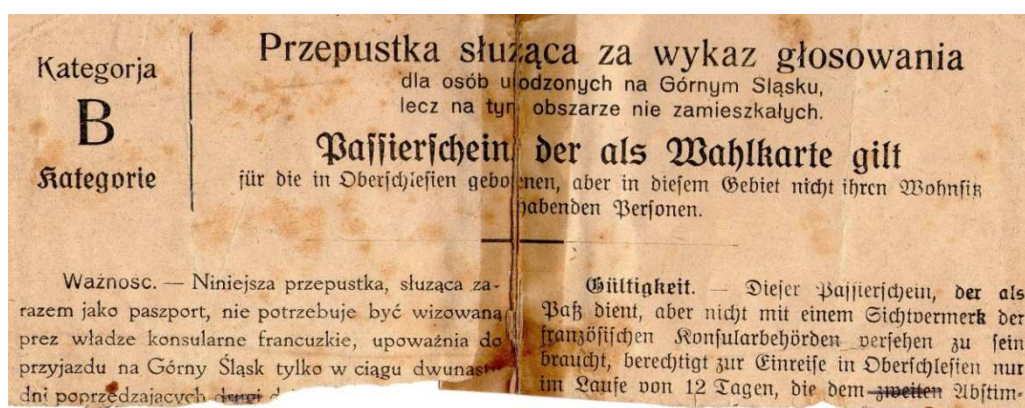 Kategorja
B
Kategorie
Przepustka służąca za wykaz głosowania
dla osób urodzonych na Górnym Sląsku,
lecz na tym obszarze nie zamieszkałych.
Passierschein, der als Wahlkarte gilt
für die in Oberschlesien geborenen, aber in diesem Gebiet nicht ihren Wohnsitz
habenden Personen.
Ważnosc. — Niniejsza przepustka, służąca za-
razem jako paszport, nie potrzebuje być wizowaną
prez władze konsularne francuzkie, upoważnia do
przyjazdu na Górny Śląsk tylko w ciągu
dni poprzedzajacych drugi
Gültigkeit. — Dieser Passierschein, der als
Paß dient, aber nicht mit einem Sichtvermerk der
französischen Konsularbehörden versehen zu sein
braucht, berechtigt zur Einreise in Oberschlesien nur
im Laufe von 12 Tagen, die dem zweiten Abstim-